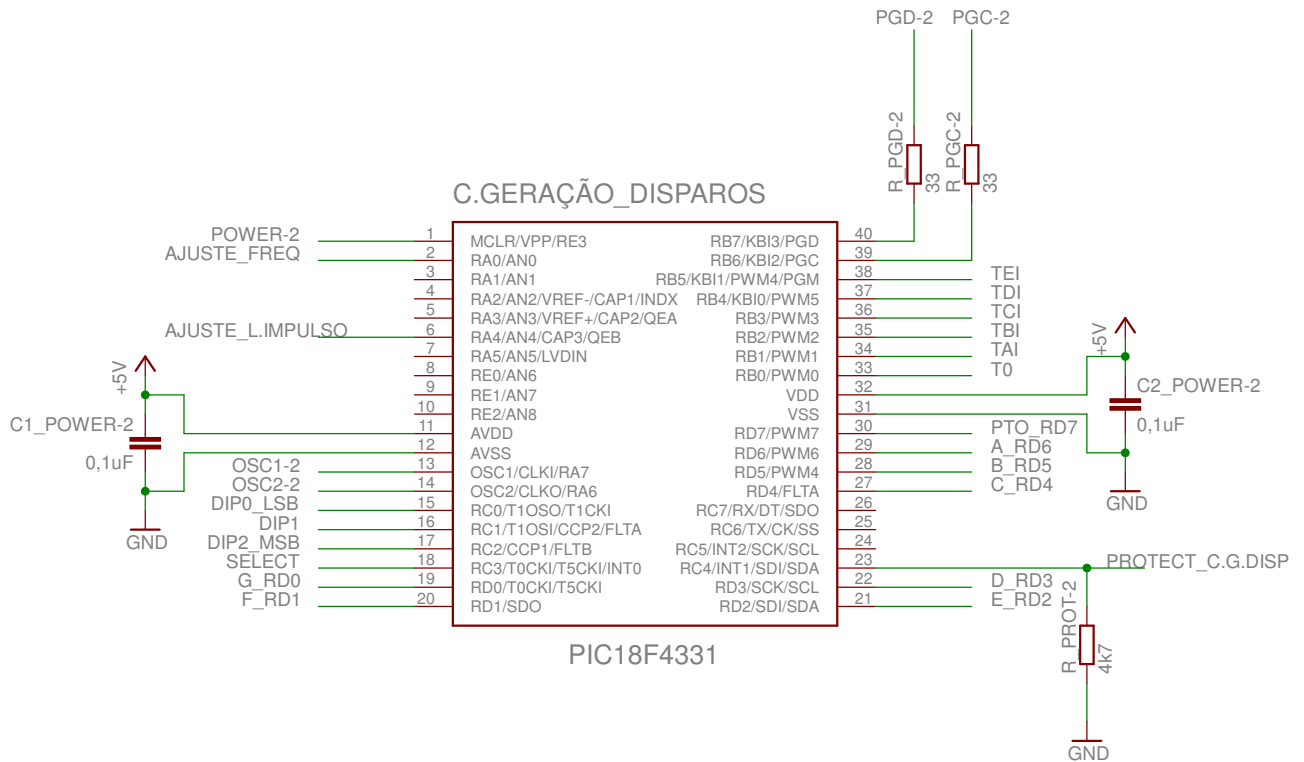 PGD-2 PGC-2
R_PGD-2
33
R_PGC-2
33
C.GERAÇÃO_DISPAROS
POWER-2 1 MCLR/VPP/RE3 RB7/KBI3/PGD 40
AJUSTE_FREQ 2 RA0/AN0 RB6/KBI2/PGC 39
3 RA1/AN1 RB5/KBI1/PWM4/PGM 38 TEI
4 RA2/AN2/VREF-/CAP1/INDX RB4/KBI0/PWM5 37 TDI
5 RA3/AN3/VREF+/CAP2/QEA RB3/PWM3 36 TCI
AJUSTE_L.IMPULSO 6 RA4/AN4/CAP3/QEB RB2/PWM2 35 TBI
7 RA5/AN5/LVDIN RB1/PWM1 34 TAI
8 RE0/AN6 RB0/PWM0 33 T0
9 RE1/AN7 VDD 32
10 RE2/AN8 VSS 31
11 AVDD RD7/PWM7 30 PTO_RD7
12 AVSS RD6/PWM6 29 A_RD6
OSC1-2 13 OSC1/CLKI/RA7 RD5/PWM4 28 B_RD5
OSC2-2 14 OSC2/CLKO/RA6 RD4/FLTA 27 C_RD4
DIP0_LSB 15 RC0/T1OSO/T1CKI RC7/RX/DT/SDO 26
DIP1 16 RC1/T1OSI/CCP2/FLTA RC6/TX/CK/SS 25
DIP2_MSB 17 RC2/CCP1/FLTB RC5/INT2/SCK/SCL 24
SELECT 18 RC3/T0CKI/T5CKI/INT0 RC4/INT1/SDI/SDA 23 PROTECT_C.G.DISP
G_RD0 19 RD0/T0CKI/T5CKI RD3/SCK/SCL 22 D_RD3
F_RD1 20 RD1/SDO RD2/SDI/SDA 21 E_RD2
PIC18F4331
+5V
C1_POWER-2
0,1uF
GND
+5V
C2_POWER-2
0,1uF
GND
R_PROT-2
4k7
GND